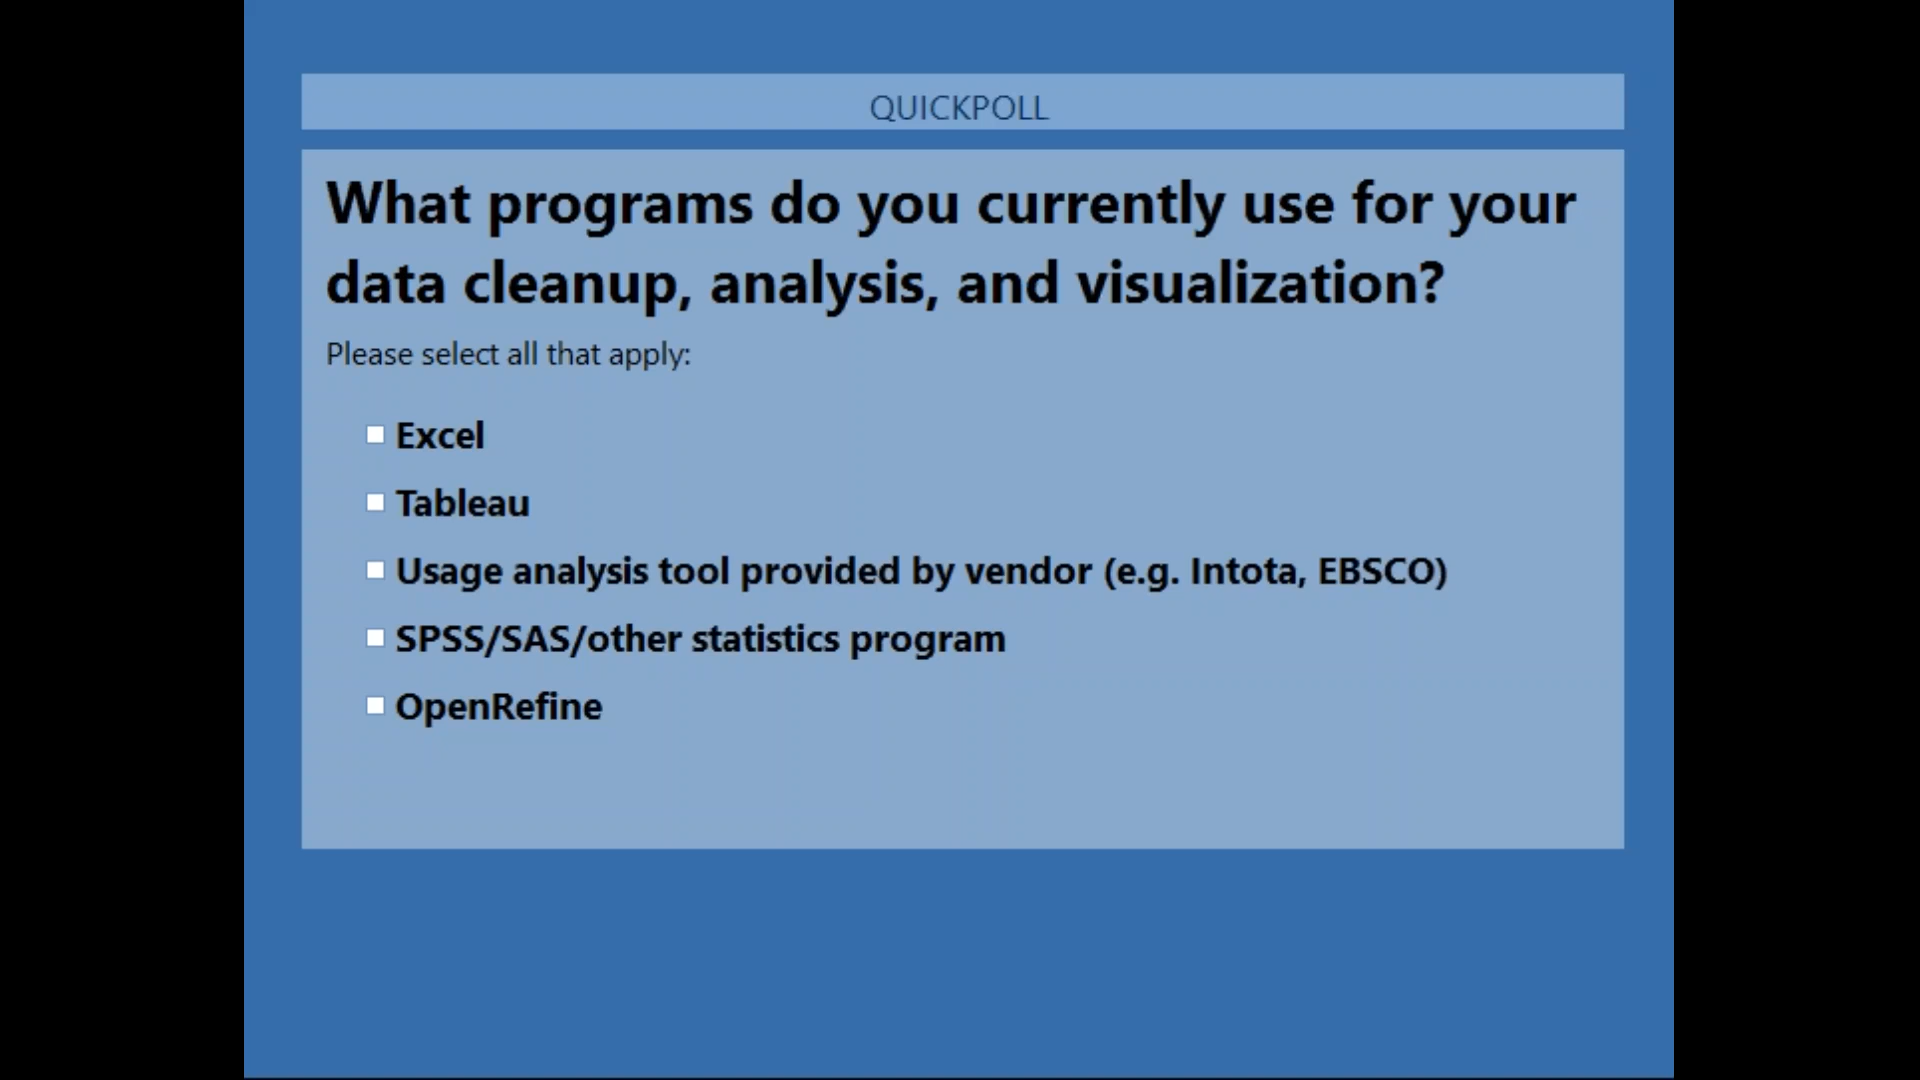 QUICKPOLL
What programs do you currently use for your
data cleanup, analysis, and visualization?
Please select all that apply:
Excel
Tableau
Usage analysis tool provided by vendor (e.g. Intota, EBSCO)
SPSS/SAS/other statistics program
OpenRefine